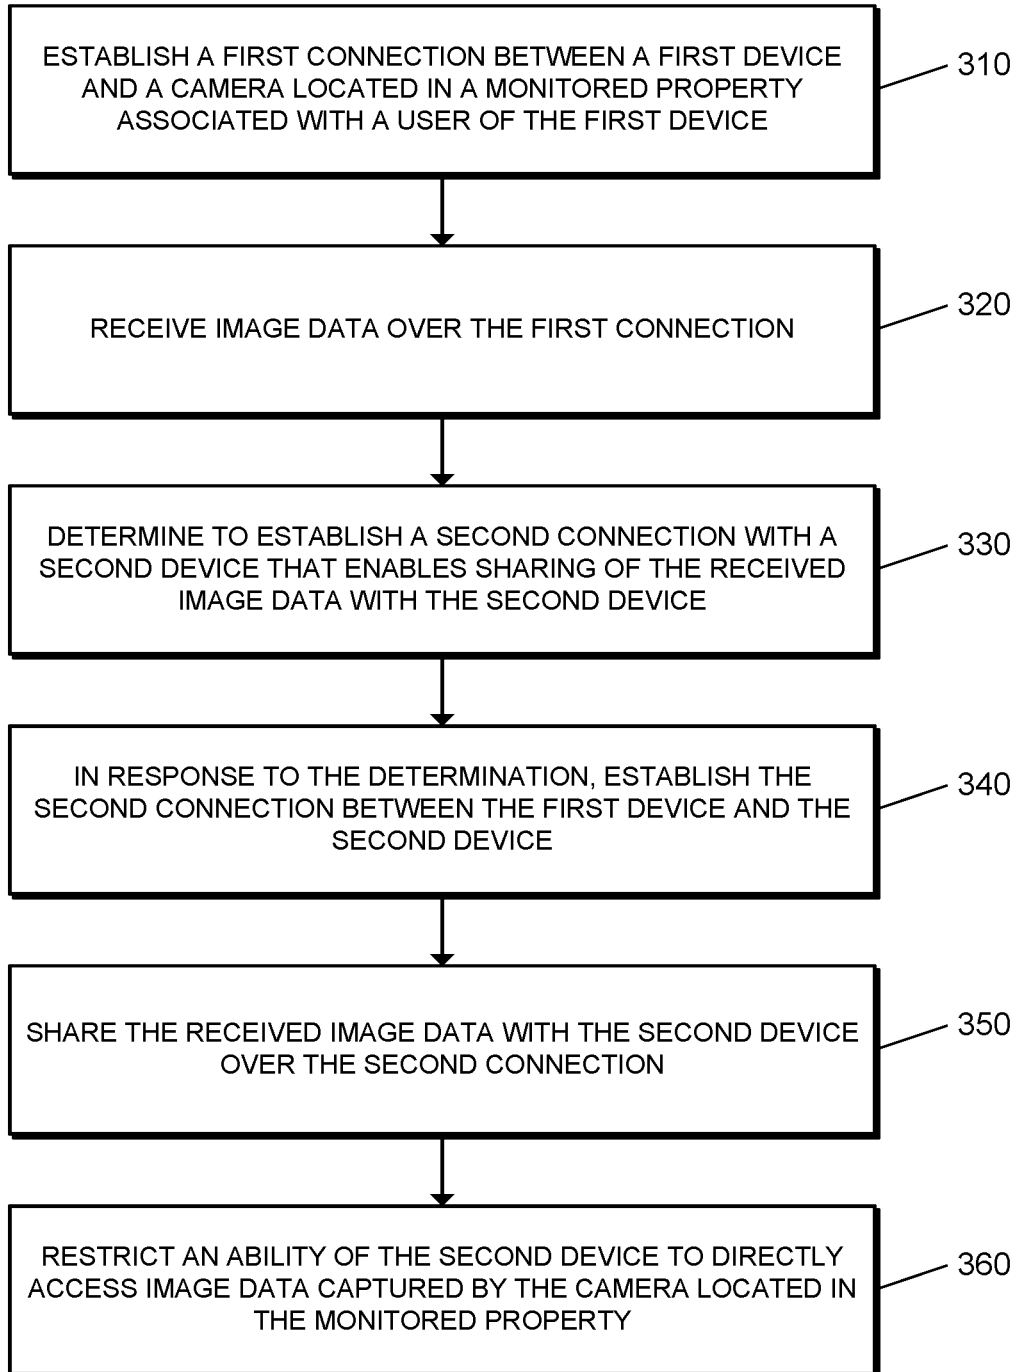 ESTABLISH A FIRST CONNECTION BETWEEN A FIRST DEVICE
AND A CAMERA LOCATED IN A MONITORED PROPERTY
ASSOCIATED WITH A USER OF THE FIRST DEVICE
310
RECEIVE IMAGE DATA OVER THE FIRST CONNECTION
320
DETERMINE TO ESTABLISH A SECOND CONNECTION WITH A
SECOND DEVICE THAT ENABLES SHARING OF THE RECEIVED
IMAGE DATA WITH THE SECOND DEVICE
330
IN RESPONSE TO THE DETERMINATION, ESTABLISH THE
SECOND CONNECTION BETWEEN THE FIRST DEVICE AND THE
SECOND DEVICE
340
SHARE THE RECEIVED IMAGE DATA WITH THE SECOND DEVICE
OVER THE SECOND CONNECTION
350
RESTRICT AN ABILITY OF THE SECOND DEVICE TO DIRECTLY
ACCESS IMAGE DATA CAPTURED BY THE CAMERA LOCATED IN
THE MONITORED PROPERTY
360